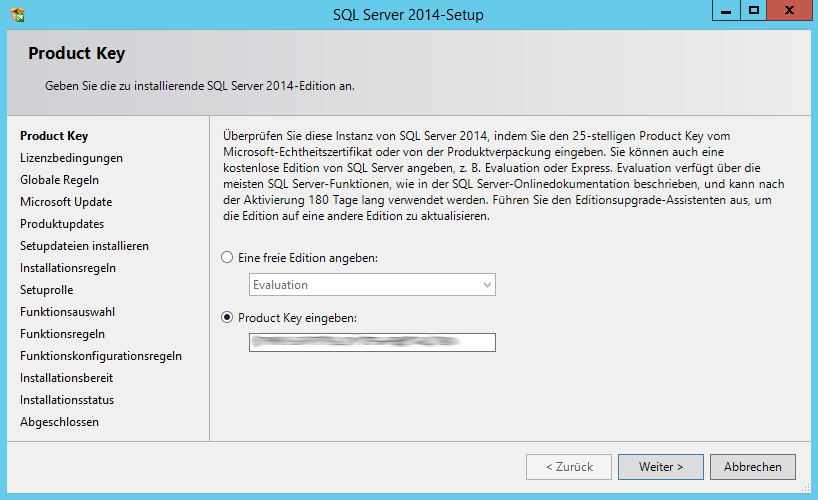 SQL Server 2014-Setup
Product Key
Geben Sie die zu installierende SQL Server 2014-Edition an.
Product Key
Lizenzbedingungen
Globale Regeln
Microsoft Update
Produktupdates
Setupdateien installieren
Installationsregeln
Setuprolle
Funktionsauswahl
Funktionsregeln
Funktionskonfigurationsregeln
Installationsbereit
Installationsstatus
Abgeschlossen
Überprüfen Sie diese Instanz von SQL Server 2014, indem Sie den 25-stelligen Product Key vom
Microsoft-Echtheitszertifikat oder von der Produktverpackung eingeben. Sie können auch eine
kostenlose Edition von SQL Server angeben, z. B. Evaluation oder Express. Evaluation verfügt über die
meisten SQL Server-Funktionen, wie in der SQL Server-Onlinedokumentation beschrieben, und kann nach
der Aktivierung 180 Tage lang verwendet werden. Führen Sie den Editionsupgrade-Assistenten aus, um
die Edition auf eine andere Edition zu aktualisieren.
Eine freie Edition angeben:
Evaluation
Product Key eingeben:
< Zurück
Weiter >
Abbrechen